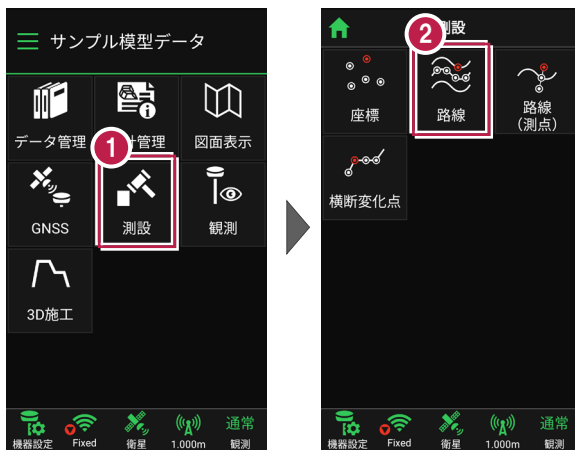 サンプル模型データ
データ管理
計管理
図面表示
1
GNSS
測設
観測
3D施工
機器設定
Fixed
衛星
1.000m
通常
観測
2
測設
座標
路線
路線
(測点)
横断変化点
機器設定
Fixed
衛星
1.000m
通常
観測